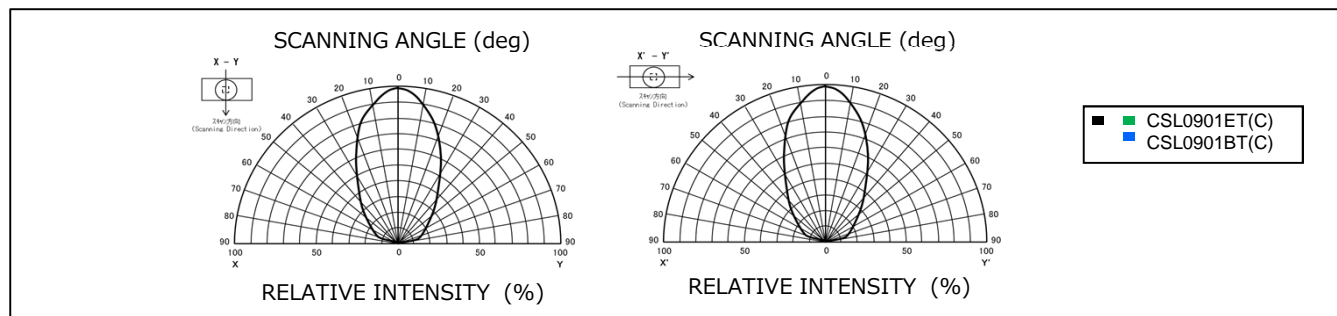 SCANNING ANGLE (deg)
X - Y
スキャン方向
(Scanning Direction)
90 80 70 60 50 40 30 20 10 0 10 20 30 40 50 60 70 80 90
100 50 0 50 100
X Y
RELATIVE INTENSITY (%)
SCANNING ANGLE (deg)
X' - Y'
スキャン方向
(Scanning Direction)
90 80 70 60 50 40 30 20 10 0 10 20 30 40 50 60 70 80 90
100 50 0 50 100
X' Y'
RELATIVE INTENSITY (%)
CSL0901ET(C)
CSL0901BT(C)